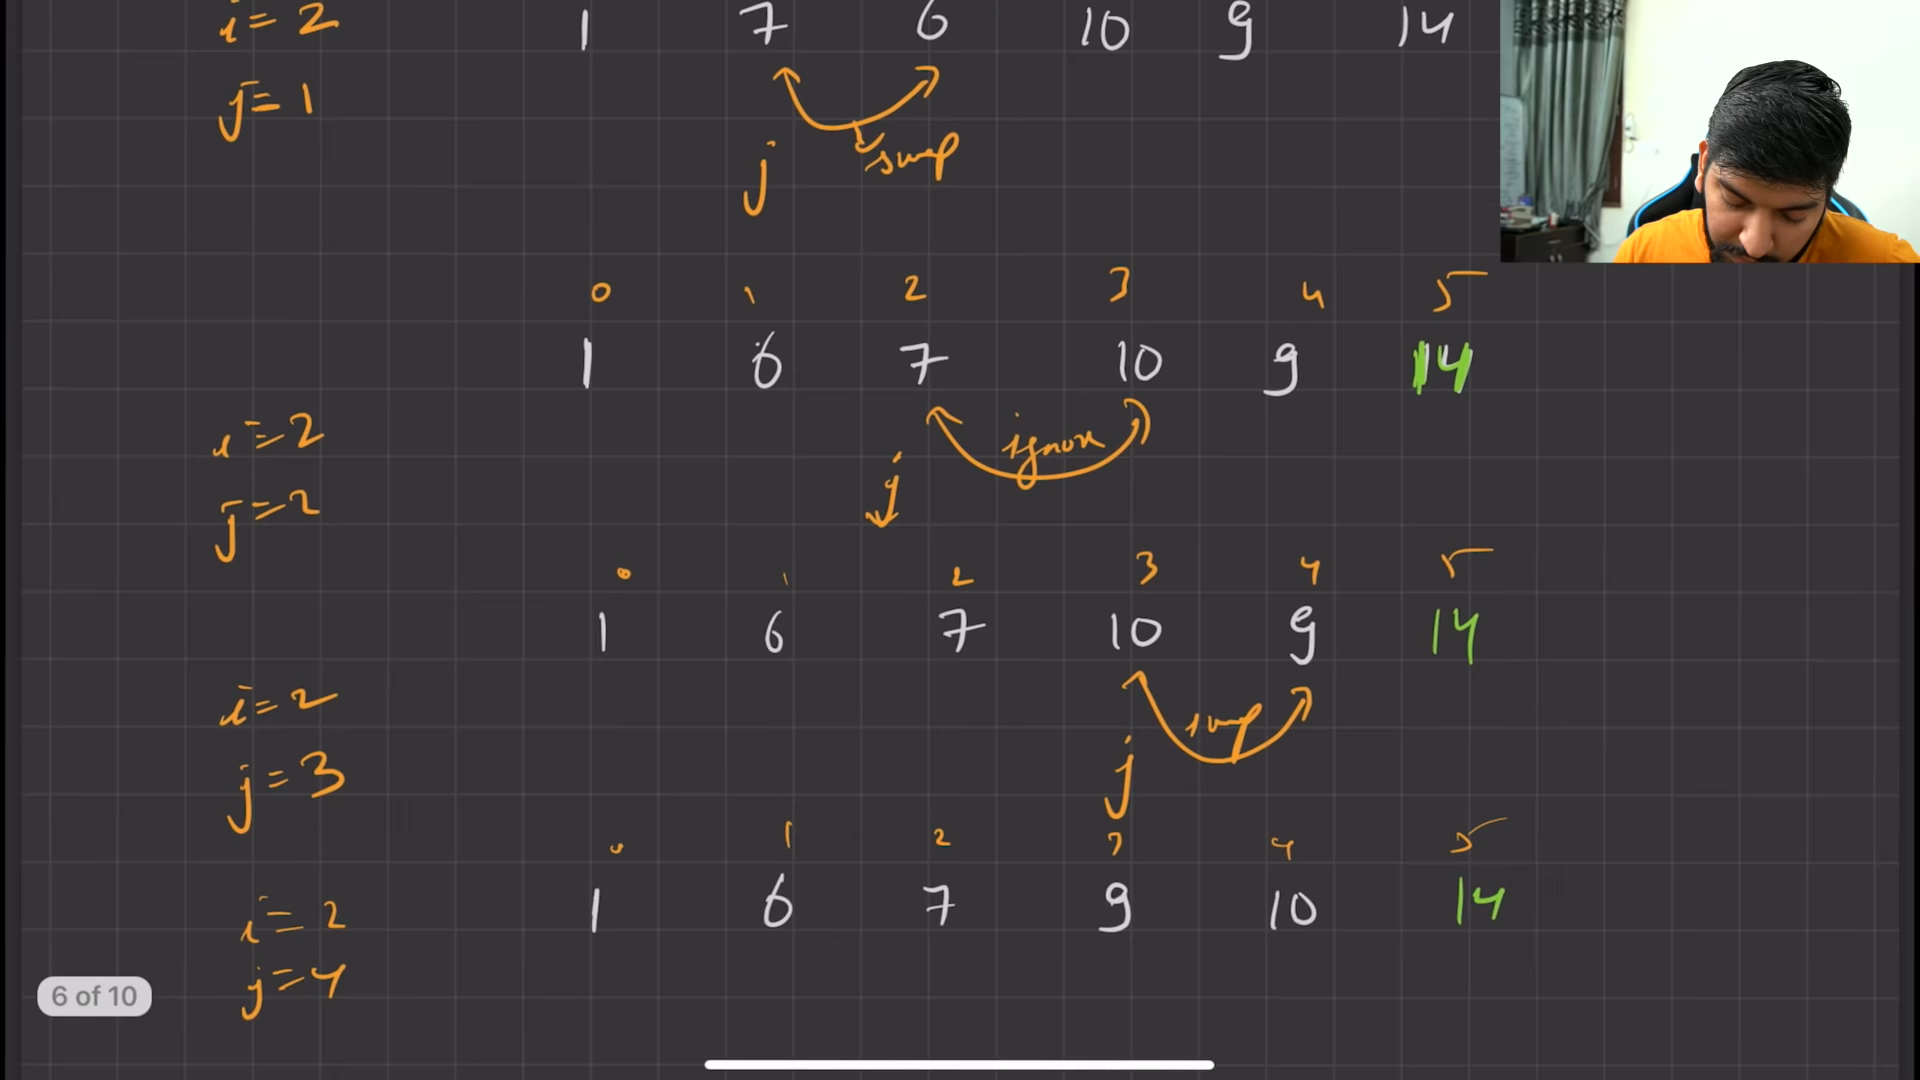 i = 2 1 7 6 10 9 14
j = 1
swap
j
0 1 2 3 4 5
1 6 7 10 9 14
i = 2
ignore
j = 2
j
0 1 2 3 4 5
1 6 7 10 9 14
i = 2
swap
j = 3
j
0 1 2 3 4 5
1 6 7 9 10 14
i = 2
j = 4
6 of 10